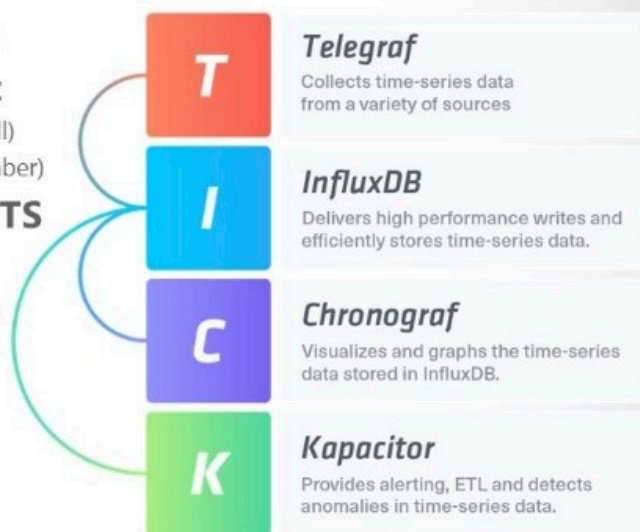 T
Telegraf
Collects time-series data
from a variety of sources
I
InfluxDB
Delivers high performance writes and
efficiently stores time-series data.
TS
C
Chronograf
Visualizes and graphs the time-series
data stored in InfluxDB.
K
Kapacitor
Provides alerting, ETL and detects
anomalies in time-series data.